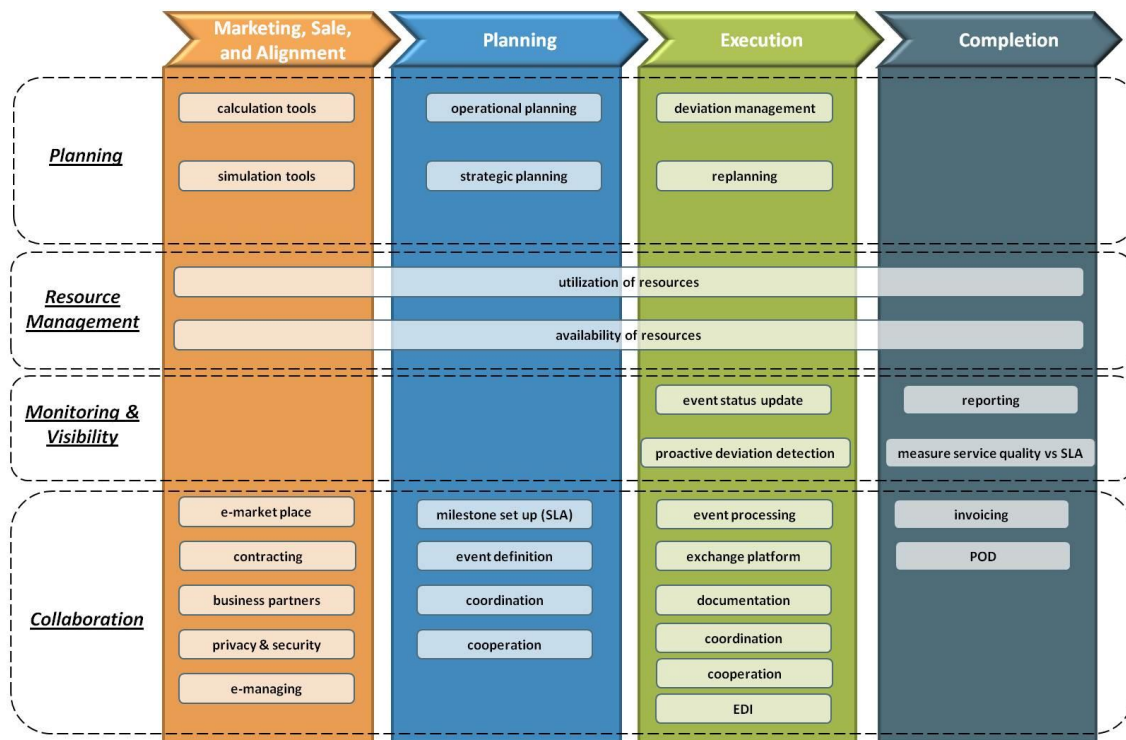 Marketing, Sale,
and Alignment
Planning
Execution
Completion
Planning
calculation tools
operational planning
deviation management
simulation tools
strategic planning
replanning
Resource
Management
utilization of resources
availability of resources
Monitoring &
Visibility
event status update
reporting
proactive deviation detection
measure service quality vs SLA
Collaboration
e-market place
milestone set up (SLA)
event processing
invoicing
contracting
event definition
exchange platform
POD
business partners
coordination
documentation
privacy & security
cooperation
coordination
e-managing
cooperation
EDI